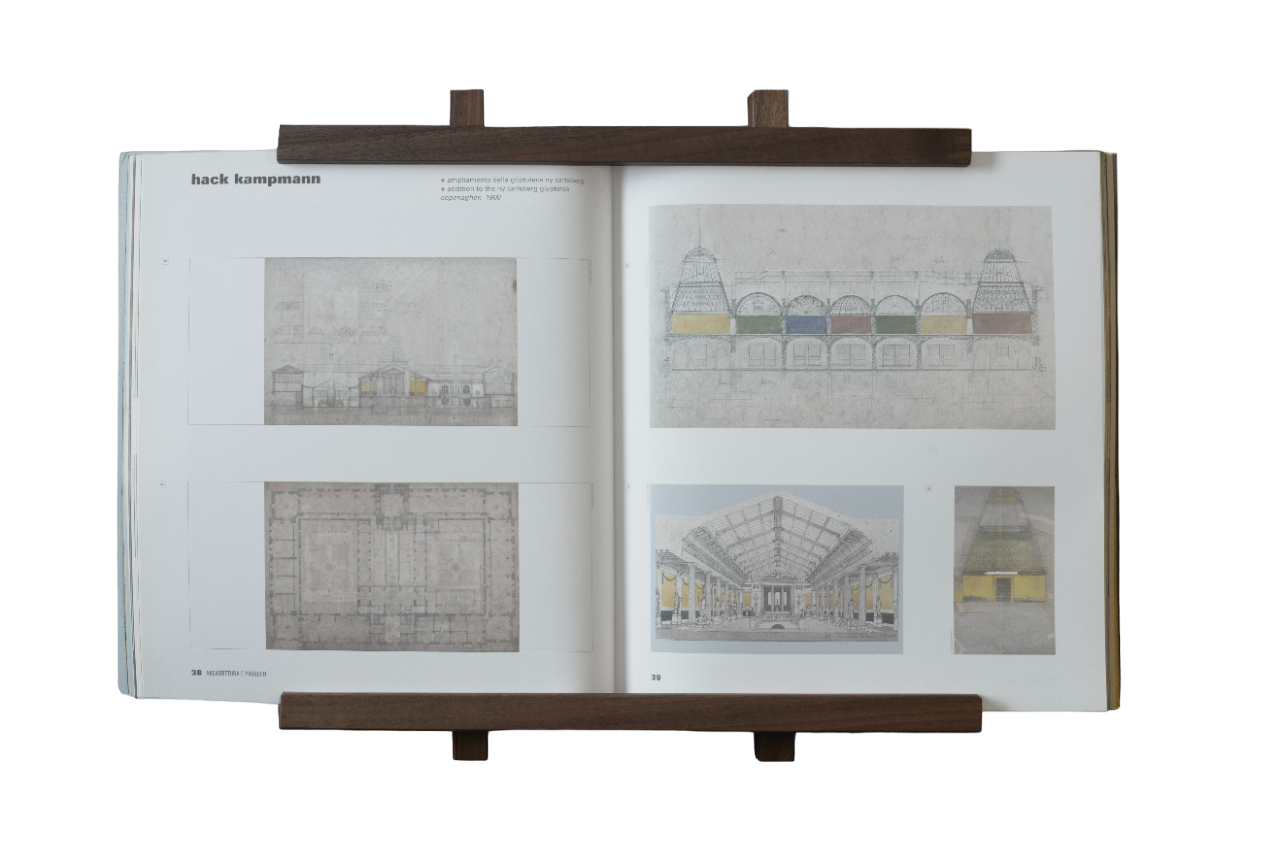 hack kampmann
ampliamento della gliptoteca ny carlsberg
addition to the ny carlsberg glyptotek
copenaghen, 1900
38 ARCHITETTURA E PROGETTI
39